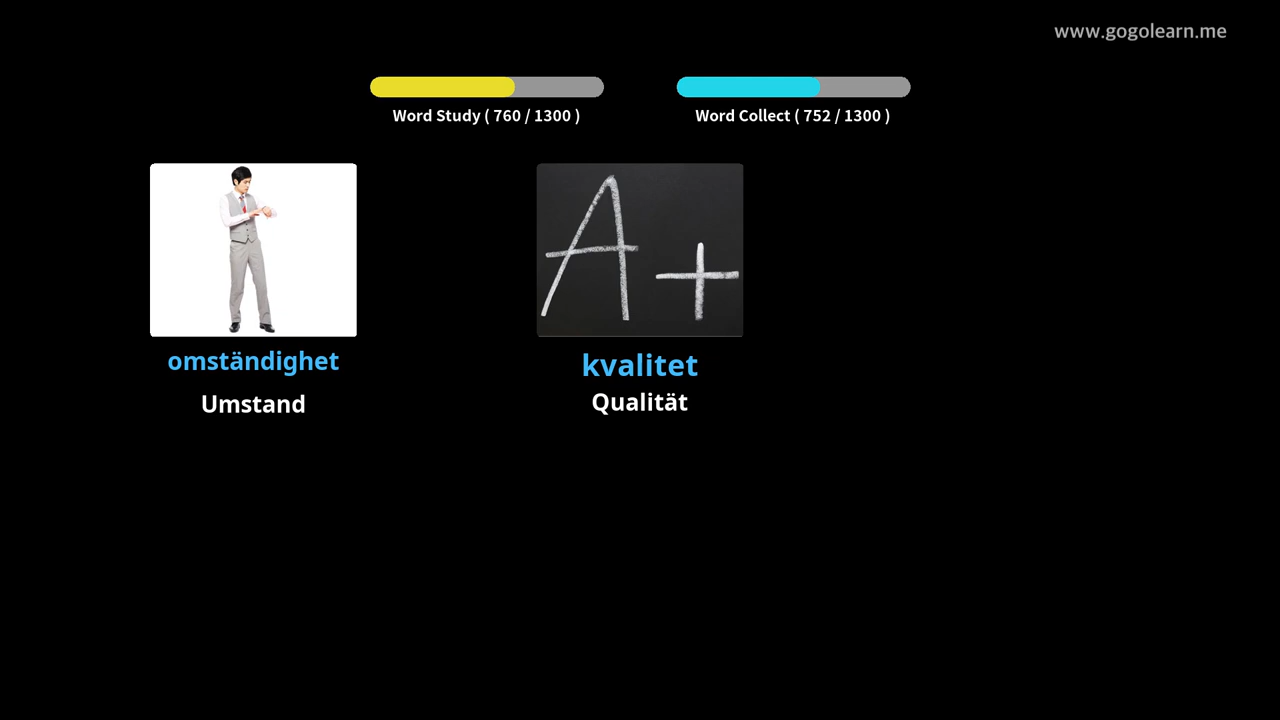 www.gogolearn.me
Word Study ( 760 / 1300 )
Word Collect ( 752 / 1300 )
A+
omständighet
Umstand
kvalitet
Qualität